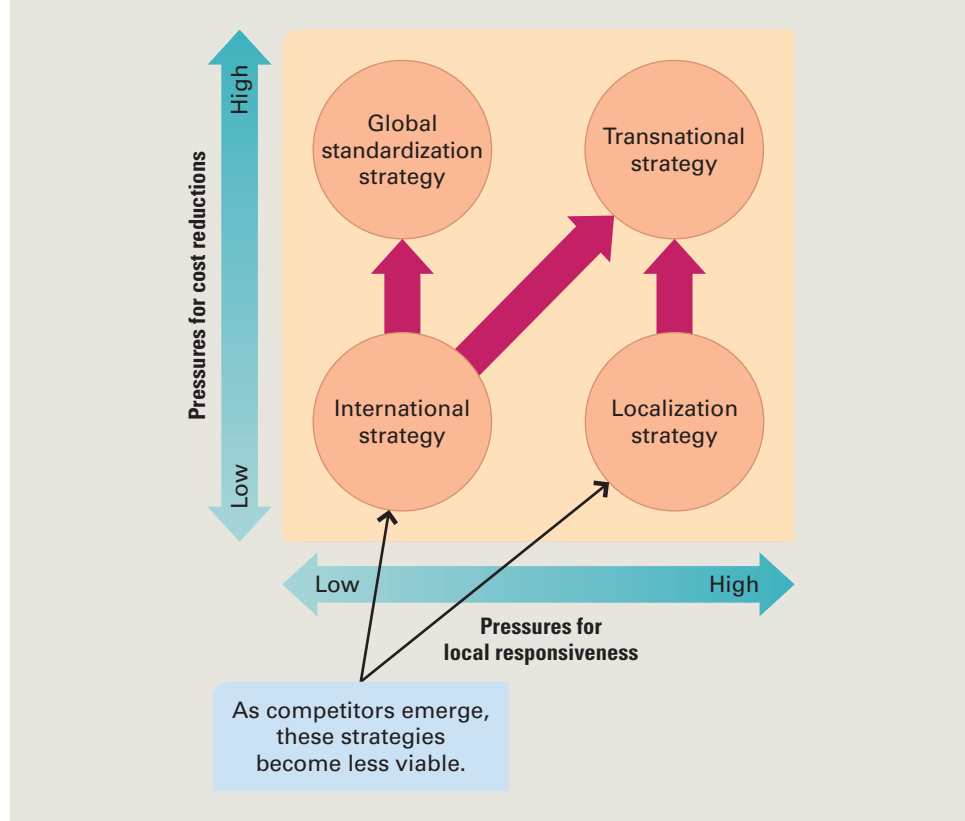 High
Pressures for cost reductions
Low
Global
standardization
strategy
Transnational
strategy
International
strategy
Localization
strategy
Low
High
Pressures for
local responsiveness
As competitors emerge,
these strategies
become less viable.